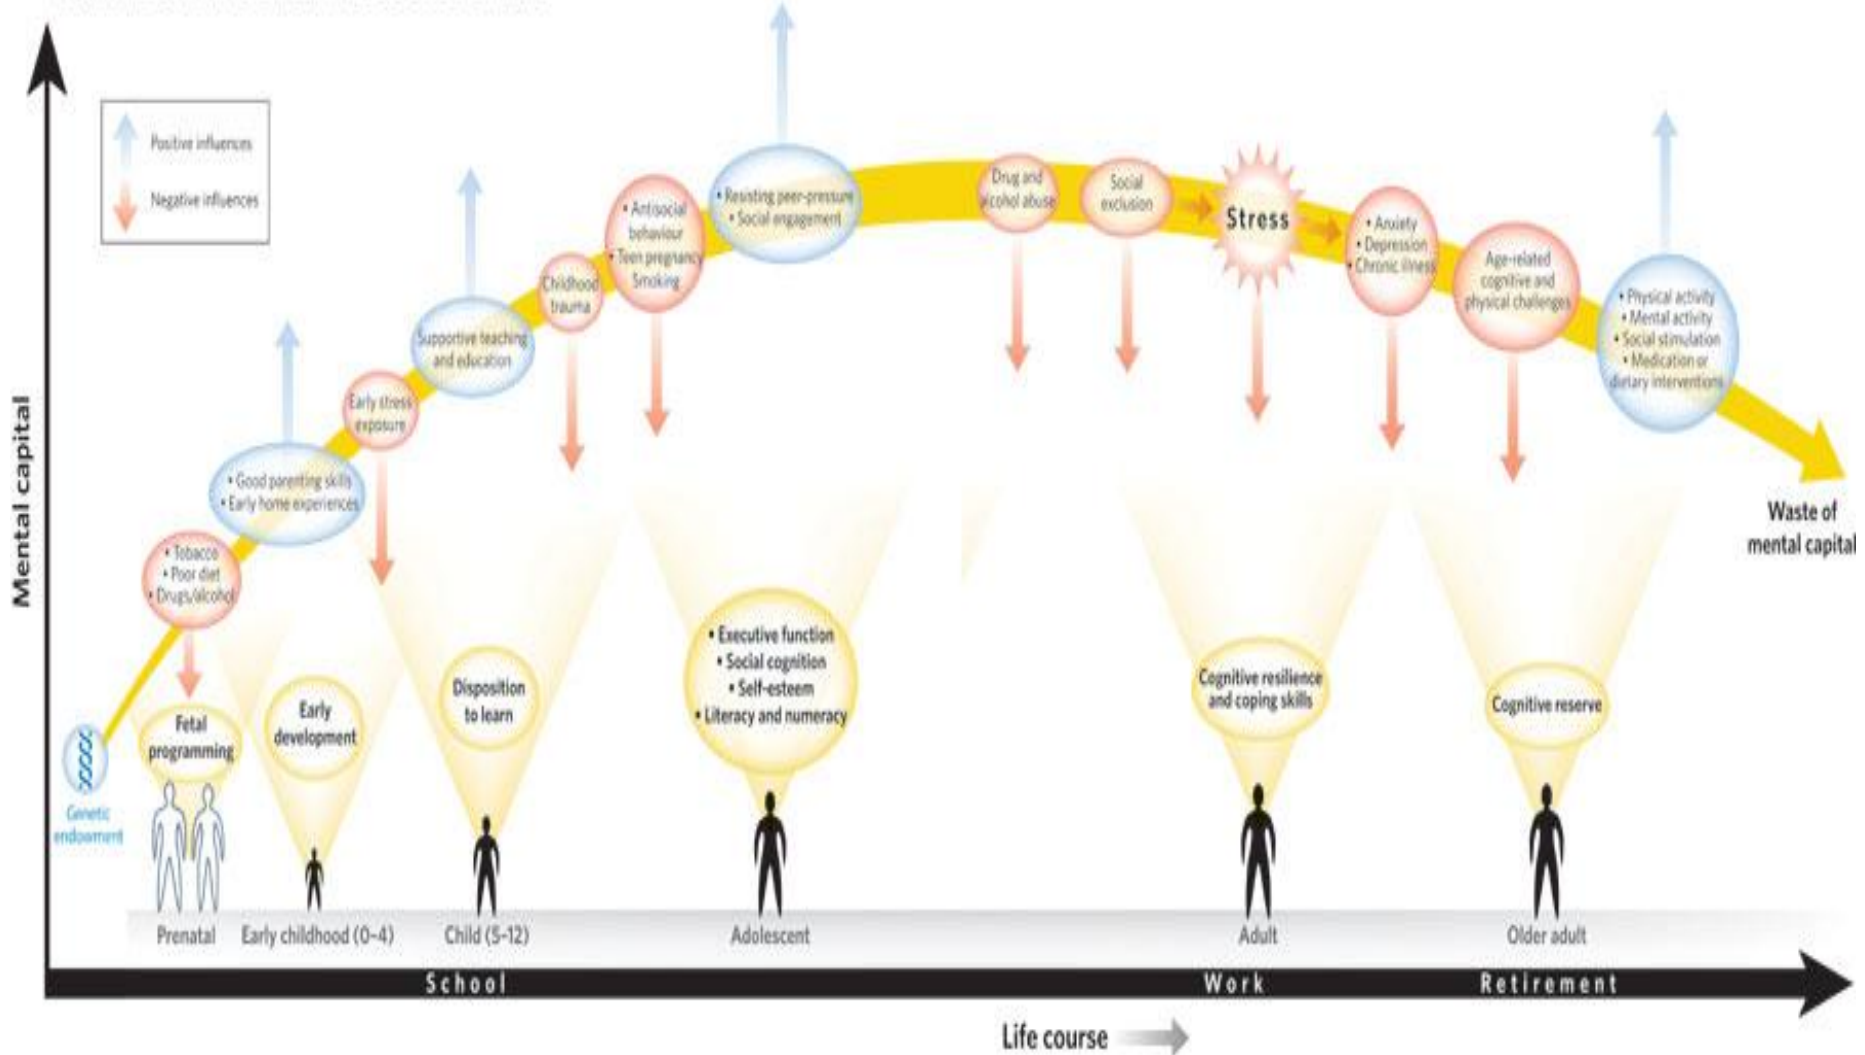 Positive influences
Negative influences
Mental capital
Genetic
endowment
• Tobacco
• Poor diet
• Drugs/alcohol
• Good parenting skills
• Early home experiences
Early stress
exposure
Supportive teaching
and education
Childhood
trauma
• Antisocial
behaviour
• Teen pregnancy
Smoking
• Resisting peer-pressure
• Social engagement
Drug and
alcohol abuse
Social
exclusion
Stress
• Anxiety
• Depression
• Chronic illness
Age-related
cognitive and
physical challenges
• Physical activity
• Mental activity
• Social stimulation
• Medication or
dietary interventions
Waste of
mental capital
Fetal
programming
Early
development
Disposition
to learn
• Executive function
• Social cognition
• Self-esteem
• Literacy and numeracy
Cognitive resilience
and coping skills
Cognitive reserve
Prenatal
Early childhood (0–4)
Child (5–12)
Adolescent
Adult
Older adult
School
Work
Retirement
Life course